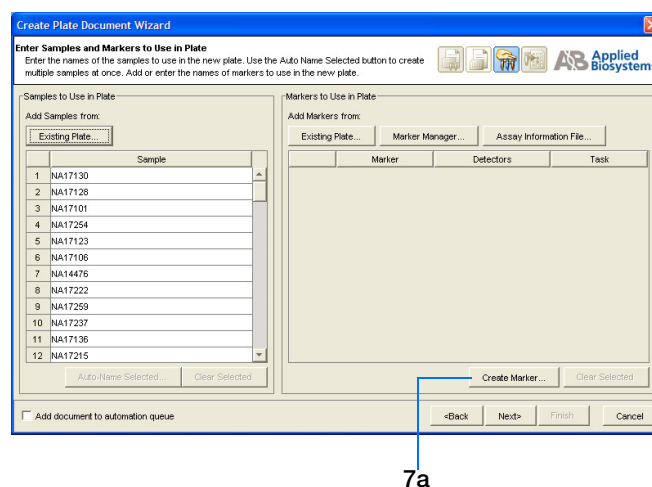 Create Plate Document Wizard
Enter Samples and Markers to Use in Plate
Enter the names of the samples to use in the new plate. Use the Auto Name Selected button to create
multiple samples at once. Add or enter the names of markers to use in the new plate.
Applied
Biosystems
Samples to Use in Plate
Add Samples from:
Existing Plate...
Sample
1 NA17130
2 NA17128
3 NA17101
4 NA17254
5 NA17123
6 NA17106
7 NA14476
8 NA17222
9 NA17259
10 NA17237
11 NA17136
12 NA17215
Auto-Name Selected... Clear Selected
Markers to Use in Plate
Add Markers from:
Existing Plate... Marker Manager... Assay Information File...
Marker Detectors Task
Create Marker... Clear Selected
Add document to automation queue
<Back Next> Finish Cancel
7a